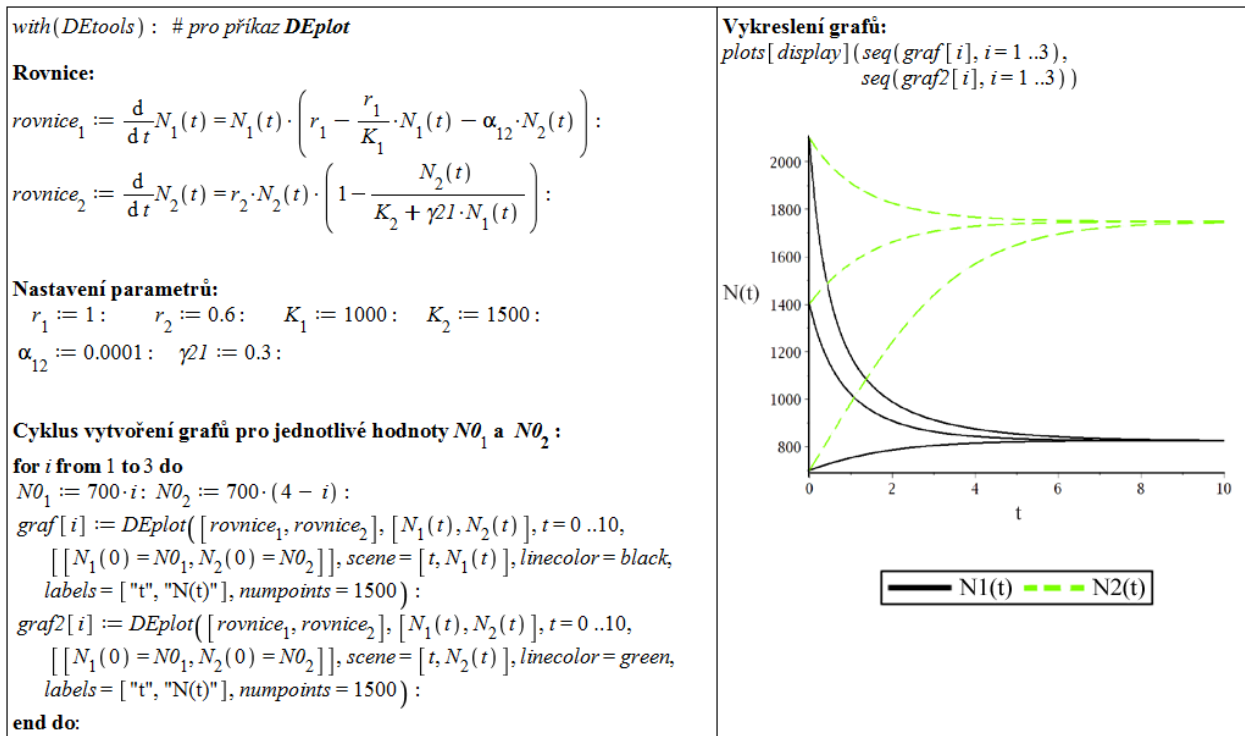 with(DEtools) : # pro příkaz DEplot
Rovnice:
rovnice₁ := d/dt N₁(t) = N₁(t)·(r₁ − r₁/K₁·N₁(t) − α₁₂·N₂(t)) :
rovnice₂ := d/dt N₂(t) = r₂·N₂(t)·(1 − N₂(t)/(K₂ + γ21·N₁(t))) :
Nastavení parametrů:
r₁ := 1 : r₂ := 0.6 : K₁ := 1000 : K₂ := 1500 :
α₁₂ := 0.0001 : γ21 := 0.3 :
Cyklus vytvoření grafů pro jednotlivé hodnoty N0₁ a N0₂ :
for i from 1 to 3 do
N0₁ := 700·i : N0₂ := 700·(4 − i) :
graf[i] := DEplot([rovnice₁, rovnice₂], [N₁(t), N₂(t)], t = 0 ..10,
[[N₁(0) = N0₁, N₂(0) = N0₂]], scene = [t, N₁(t)], linecolor = black,
labels = ["t", "N(t)"], numpoints = 1500) :
graf2[i] := DEplot([rovnice₁, rovnice₂], [N₁(t), N₂(t)], t = 0 ..10,
[[N₁(0) = N0₁, N₂(0) = N0₂]], scene = [t, N₂(t)], linecolor = green,
labels = ["t", "N(t)"], numpoints = 1500) :
end do:
Vykreslení grafů:
plots[display](seq(graf[i], i = 1 ..3),
seq(graf2[i], i = 1 ..3))
2000
1800
1600
N(t)
1400
1200
1000
800
0 2 4 6 8 10
t
N1(t) N2(t)